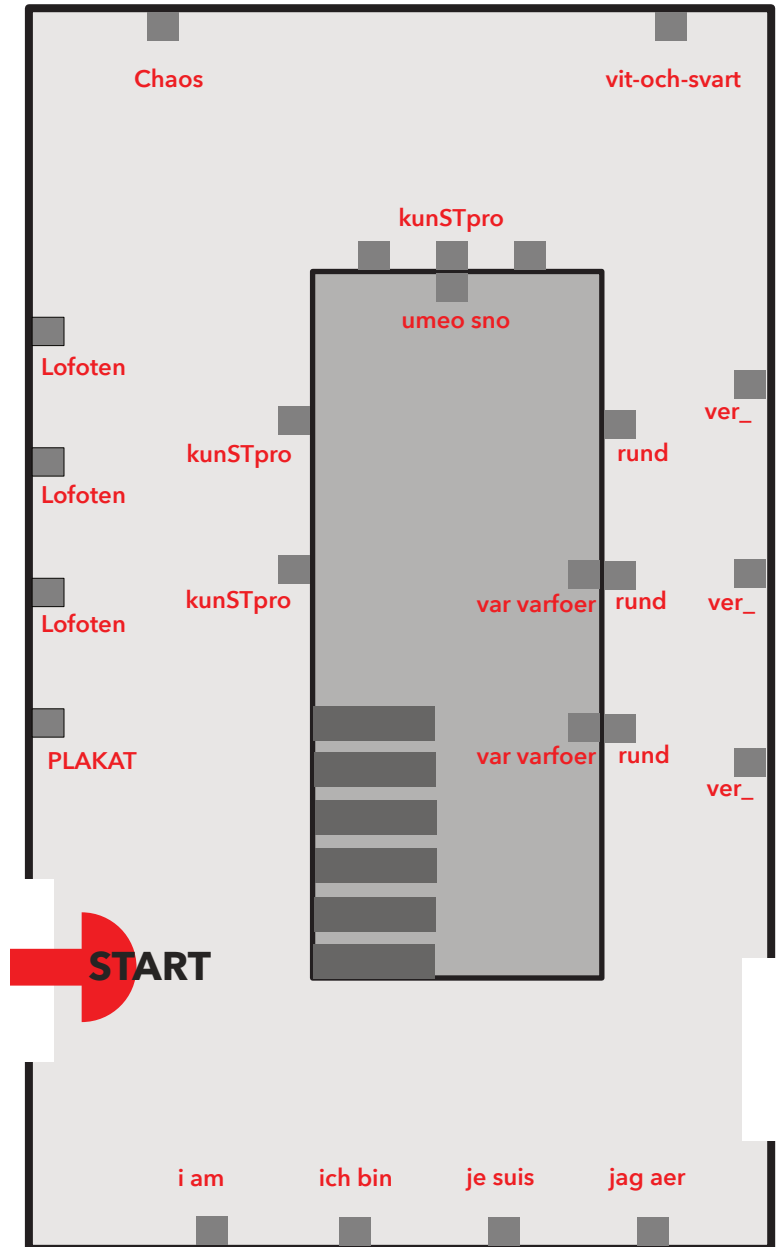 Chaos
vit-och-svart
kunSTpro
umeo sno
Lofoten
ver_
kunSTpro
rund
Lofoten
kunSTpro
var varfoer
rund
ver_
Lofoten
PLAKAT
var varfoer
rund
ver_
START
i am
ich bin
je suis
jag aer